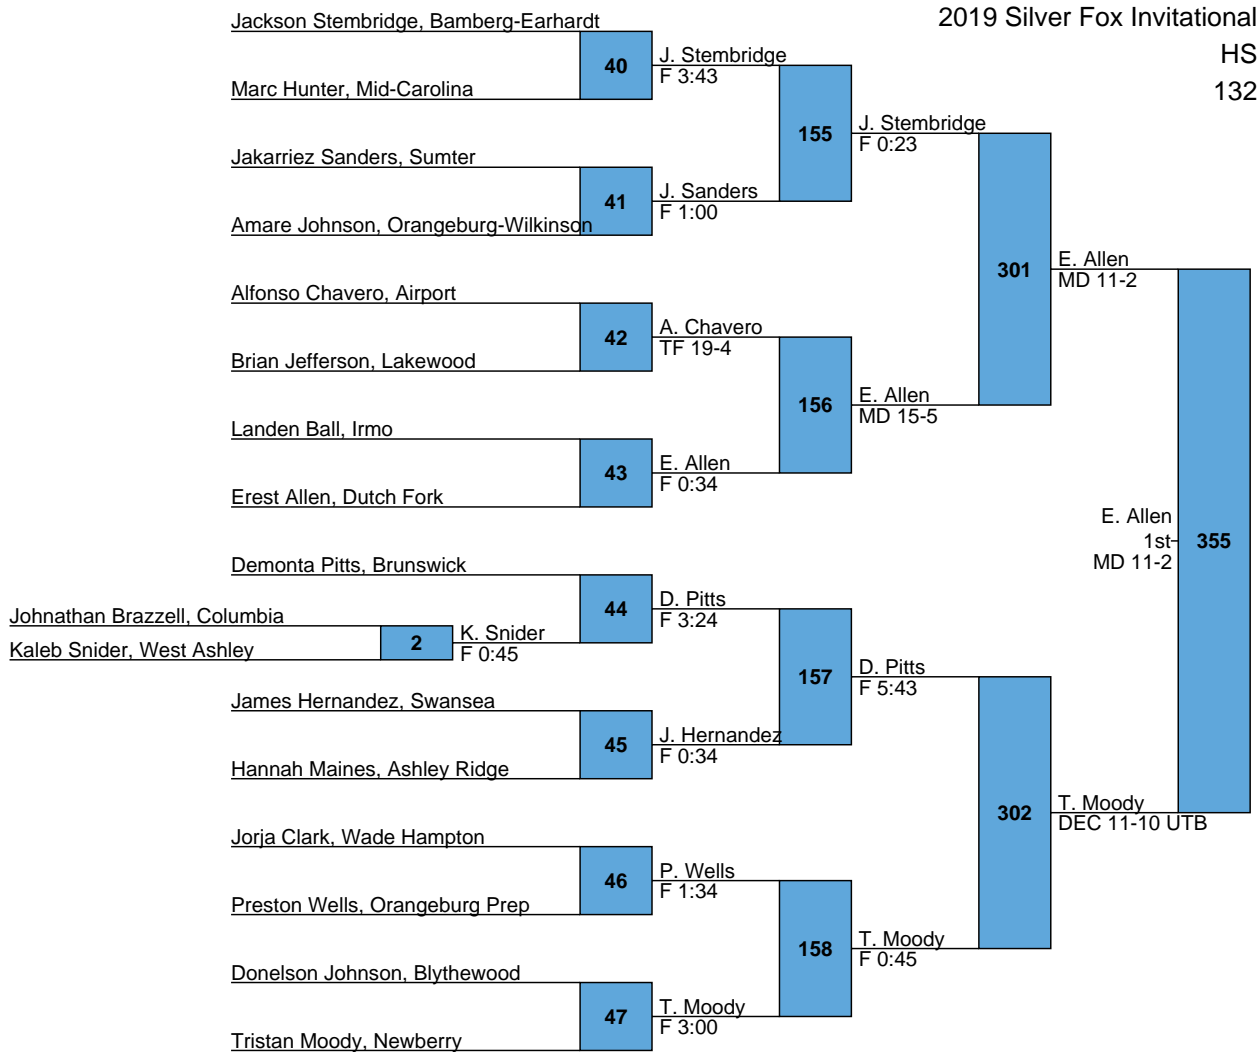 2019 Silver Fox Invitational
HS
132
Jackson Stembridge, Bamberg-Earhardt
40
J. Stembridge
F 3:43
Marc Hunter, Mid-Carolina
155
J. Stembridge
F 0:23
Jakarriez Sanders, Sumter
41
J. Sanders
F 1:00
Amare Johnson, Orangeburg-Wilkinson
301
E. Allen
MD 11-2
Alfonso Chavero, Airport
42
A. Chavero
TF 19-4
Brian Jefferson, Lakewood
156
E. Allen
MD 15-5
Landen Ball, Irmo
43
E. Allen
F 0:34
Erest Allen, Dutch Fork
E. Allen
1st
MD 11-2
355
Demonta Pitts, Brunswick
44
D. Pitts
F 3:24
Johnathan Brazzell, Columbia
2
K. Snider
F 0:45
Kaleb Snider, West Ashley
157
D. Pitts
F 5:43
James Hernandez, Swansea
45
J. Hernandez
F 0:34
Hannah Maines, Ashley Ridge
302
T. Moody
DEC 11-10 UTB
Jorja Clark, Wade Hampton
46
P. Wells
F 1:34
Preston Wells, Orangeburg Prep
158
T. Moody
F 0:45
Donelson Johnson, Blythewood
47
T. Moody
F 3:00
Tristan Moody, Newberry